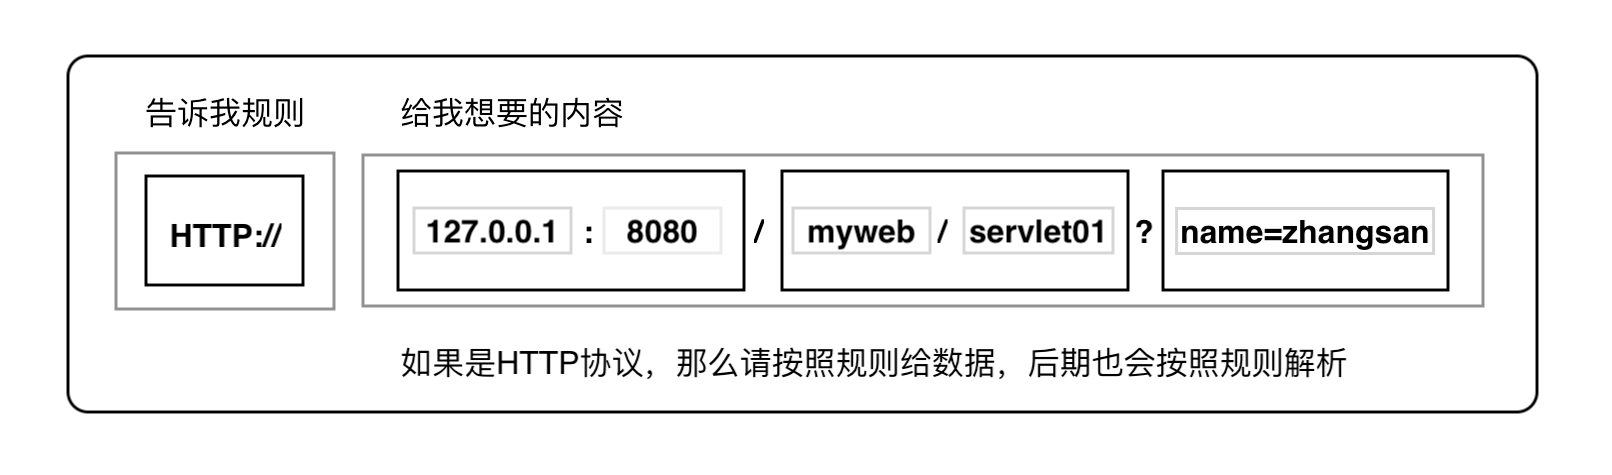 告诉我规则 给我想要的内容
HTTP:// 127.0.0.1 : 8080 / myweb / servlet01 ? name=zhangsan
如果是HTTP协议，那么请按照规则给数据，后期也会按照规则解析